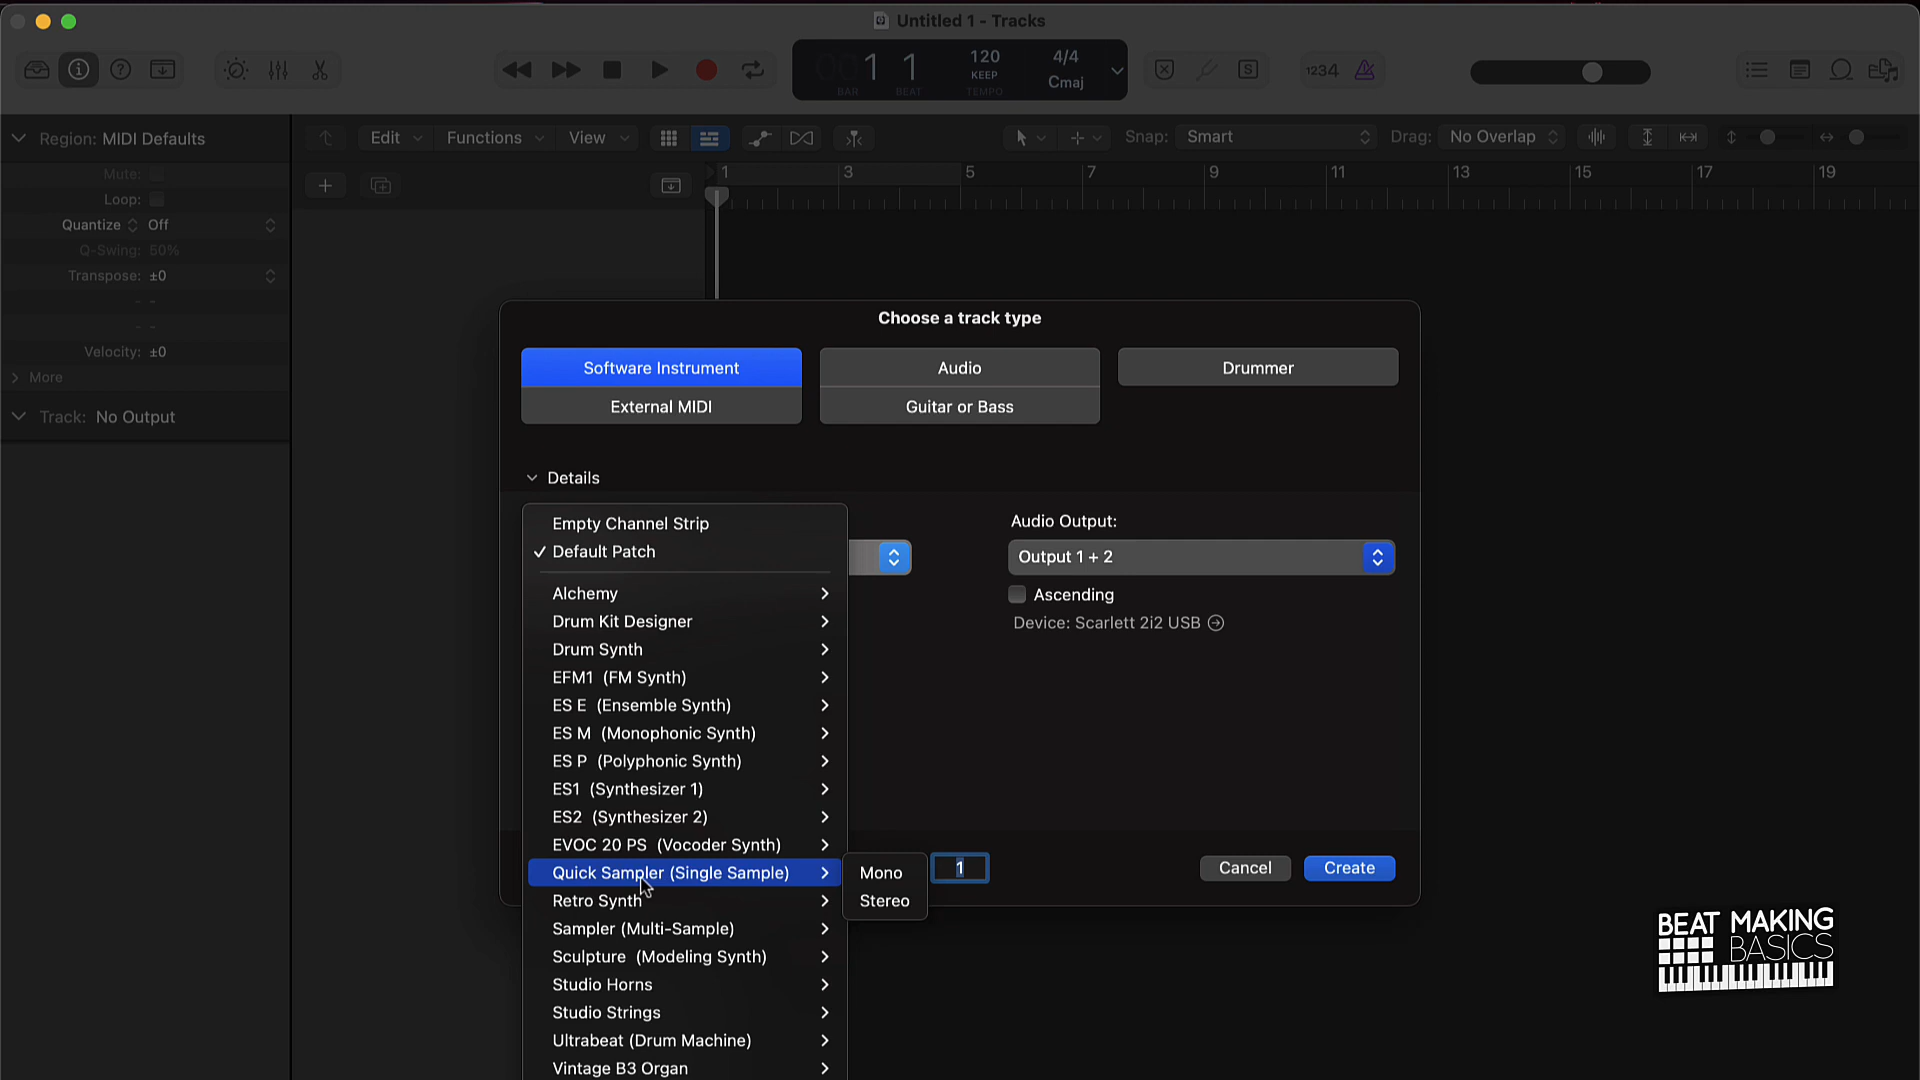 Untitled 1 - Tracks
001 1
120
KEEP
TEMPO
BAR
BEAT
4/4
Cmaj
1234
S
Region: MIDI Defaults
Edit
Functions
View
Snap: Smart
Drag: No Overlap
Mute:
Loop:
Quantize Off
Q-Swing: 50%
Transpose: ±0
- -
- -
Velocity: ±0
More
Track: No Output
1 3 5 7 9 11 13 15 17 19
Choose a track type
Software Instrument
Audio
Drummer
External MIDI
Guitar or Bass
Details
Empty Channel Strip
Default Patch
Alchemy
Drum Kit Designer
Drum Synth
EFM1 (FM Synth)
ES E (Ensemble Synth)
ES M (Monophonic Synth)
ES P (Polyphonic Synth)
ES1 (Synthesizer 1)
ES2 (Synthesizer 2)
EVOC 20 PS (Vocoder Synth)
Quick Sampler (Single Sample)
Retro Synth
Sampler (Multi-Sample)
Sculpture (Modeling Synth)
Studio Horns
Studio Strings
Ultrabeat (Drum Machine)
Vintage B3 Organ
Mono
Stereo
Audio Output:
Output 1 + 2
Ascending
Device: Scarlett 2i2 USB
1
Cancel
Create
BEAT MAKING
BASICS